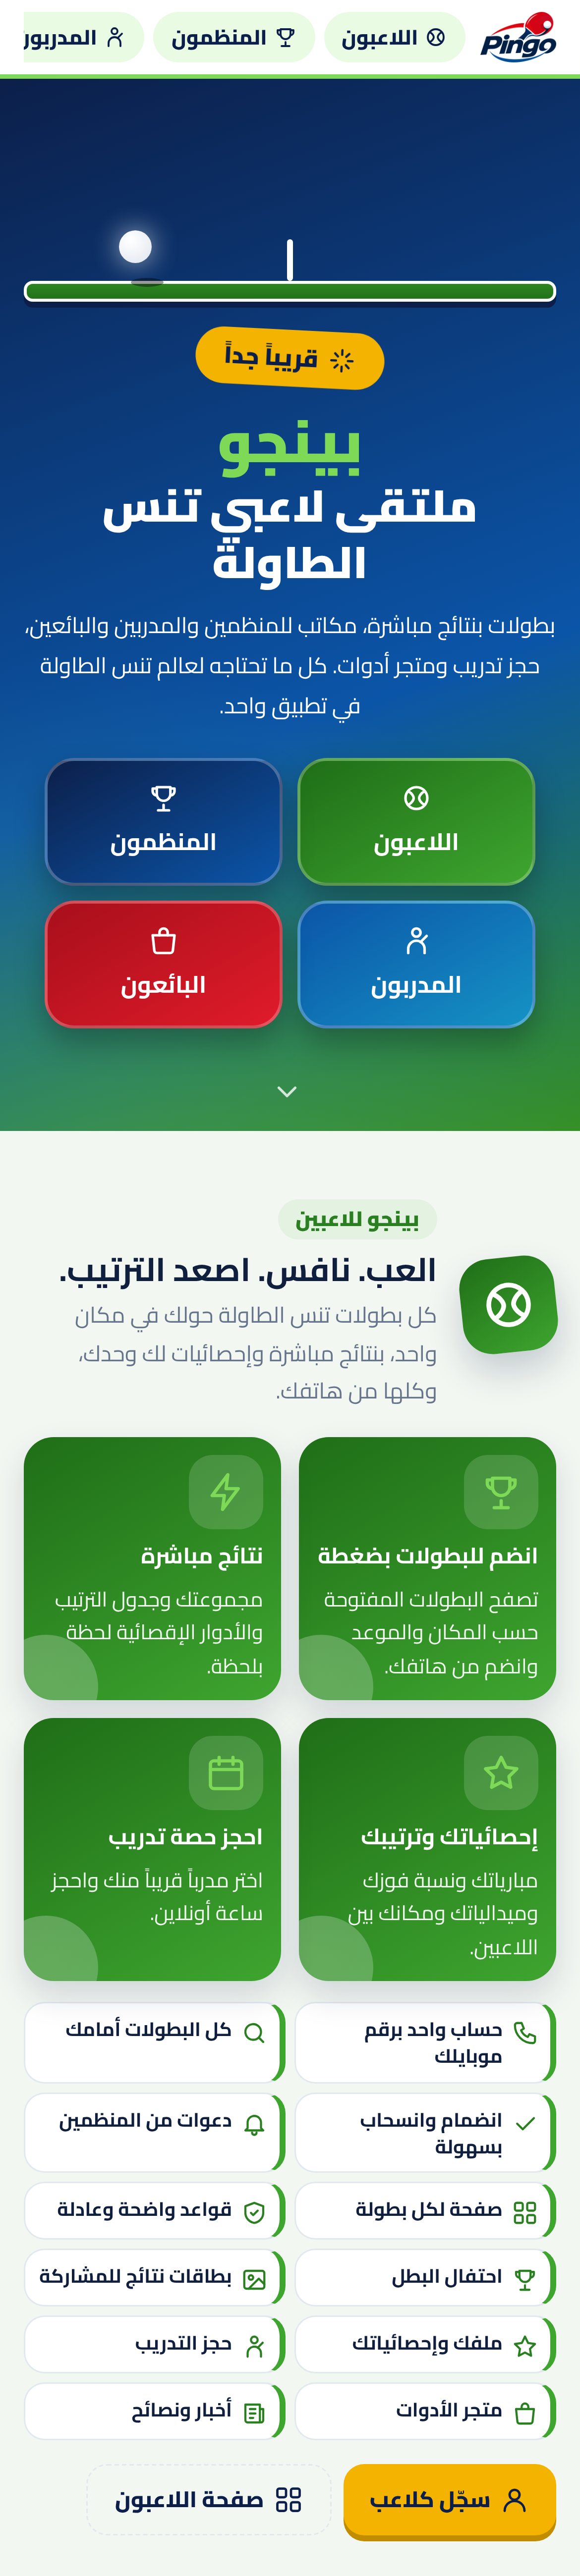 Pingo
اللاعبون
المنظمون
المدربون
قريباً جداً
بينجو
ملتقى لاعبي تنس
الطاولة
بطولات بنتائج مباشرة، مكاتب للمنظمين والمدربين والبائعين،
حجز تدريب ومتجر أدوات. كل ما تحتاجه لعالم تنس الطاولة
في تطبيق واحد.
اللاعبون
المنظمون
المدربون
البائعون
بينجو للاعبين
العب. نافس. اصعد الترتيب.
كل بطولات تنس الطاولة حولك في مكان
واحد، بنتائج مباشرة وإحصائيات لك وحدك،
وكلها من هاتفك.
انضم للبطولات بضغطة
تصفح البطولات المفتوحة
حسب المكان والموعد
وانضم من هاتفك.
نتائج مباشرة
مجموعتك وجدول الترتيب
والأدوار الإقصائية لحظة
بلحظة.
إحصائياتك وترتيبك
مبارياتك ونسبة فوزك
وميدالياتك ومكانك بين
اللاعبين.
احجز حصة تدريب
اختر مدرباً قريباً منك واحجز
ساعة أونلاين.
حساب واحد برقم
موبايلك
كل البطولات أمامك
انضمام وانسحاب
بسهولة
دعوات من المنظمين
صفحة لكل بطولة
قواعد واضحة وعادلة
احتفال البطل
بطاقات نتائج للمشاركة
ملفك وإحصائياتك
حجز التدريب
متجر الأدوات
أخبار ونصائح
سجّل كلاعب
صفحة اللاعبون